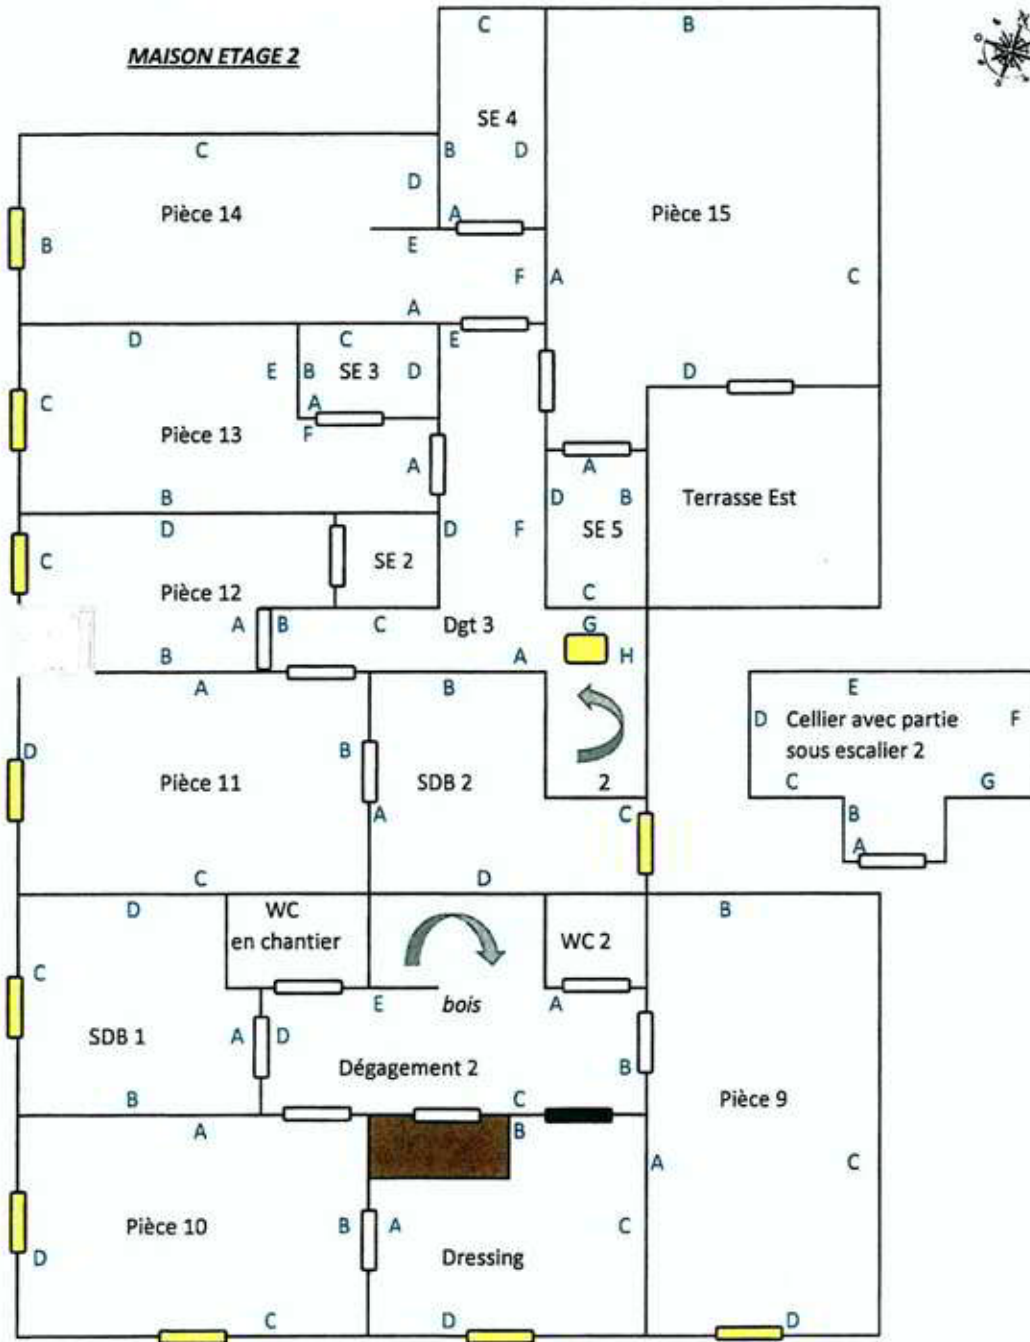 C B
MAISON ETAGE 2
SE 4
C B D
D
Pièce 14 A Pièce 15
B E
F A C
A
D C E
E B SE 3 D D
C A
Pièce 13 F
A A
B D B Terrasse Est
D D F
C SE 2 SE 5
Pièce 12 C
A B C Dgt 3 G
B A H
A B E
D Cellier avec partie F
sous escalier 2
D B
Pièce 11 SDB 2 2 C G
A C B
A
C D
D WC B
en chantier WC 2
C
E bois A
SDB 1 A D
Dégagement 2 B
B C Pièce 9
A B
A C
Pièce 10 B A C
D Dressing
C D D